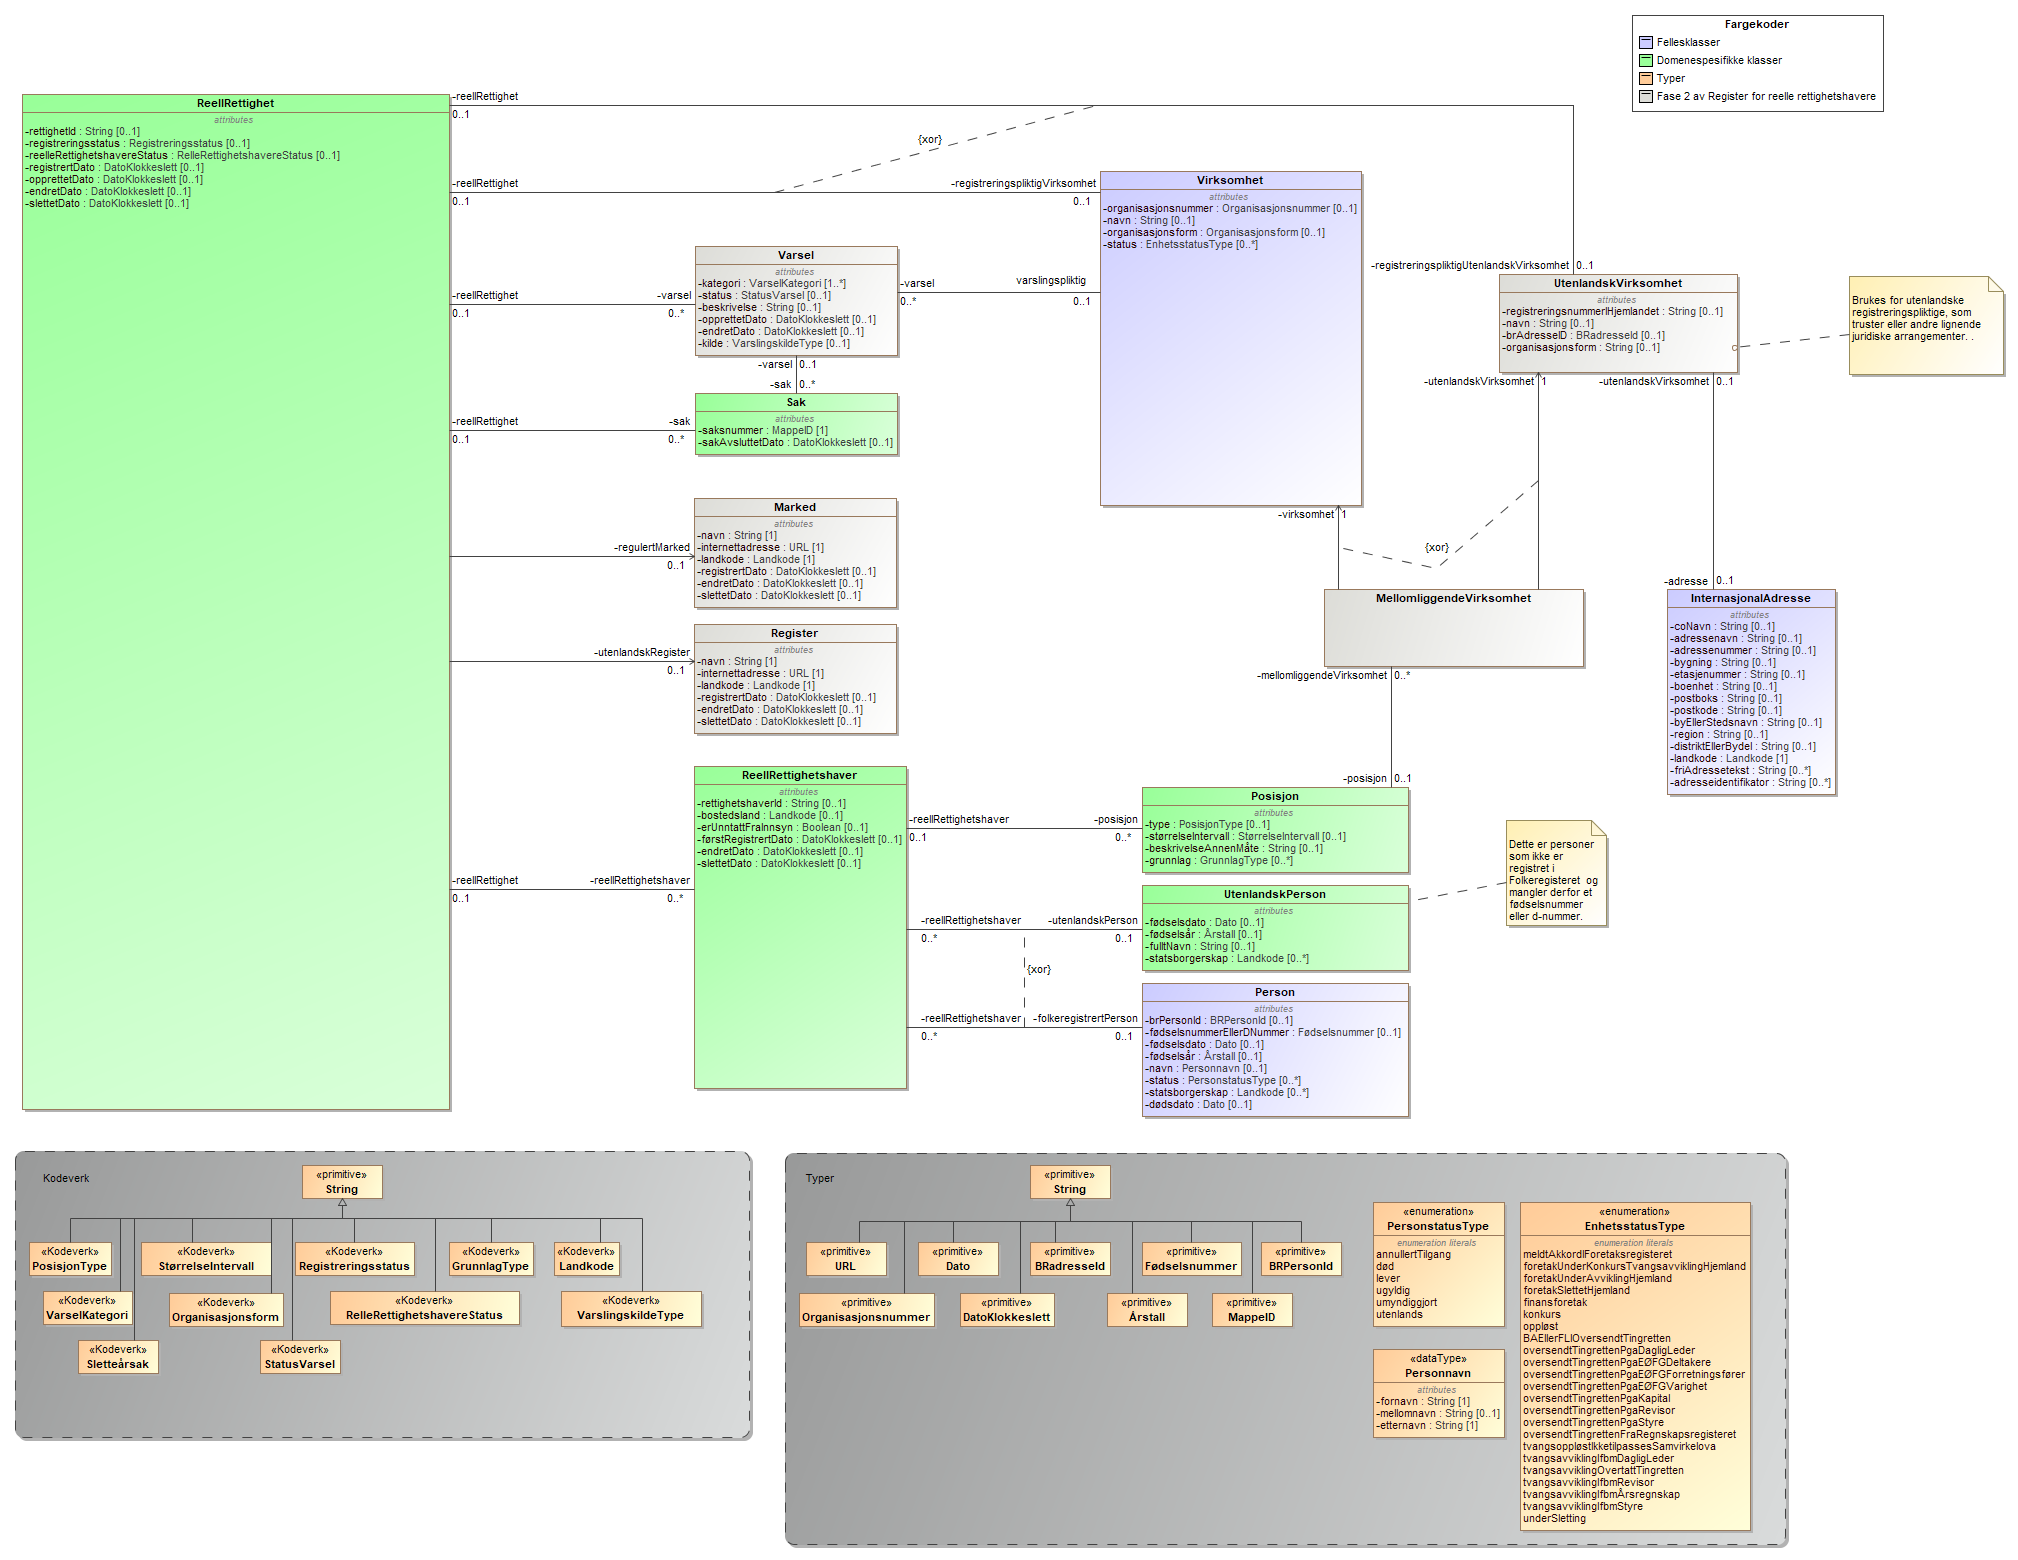 Fargekoder
Fellesklasser
Domenespesifikke klasser
Typer
Fase 2 av Register for reelle rettighetshavere
ReellRettighet
attributes
-rettighetId : String [0..1]
-registreringsstatus : Registreringsstatus [0..1]
-reelleRettighetshavereStatus : RelleRettighetshavereStatus [0..1]
-registrertDato : DatoKlokkeslett [0..1]
-opprettetDato : DatoKlokkeslett [0..1]
-endretDato : DatoKlokkeslett [0..1]
-slettetDato : DatoKlokkeslett [0..1]
-reellRettighet
0..1
{xor}
-reellRettighet
0..1
-registreringspliktigVirksomhet
0..1
Virksomhet
attributes
-organisasjonsnummer : Organisasjonsnummer [0..1]
-navn : String [0..1]
-organisasjonsform : Organisasjonsform [0..1]
-status : EnhetsstatusType [0..*]
Varsel
attributes
-kategori : VarselKategori [1..*]
-status : StatusVarsel [0..1]
-beskrivelse : String [0..1]
-opprettetDato : DatoKlokkeslett [0..1]
-endretDato : DatoKlokkeslett [0..1]
-kilde : VarslingskildeType [0..1]
-reellRettighet
0..1
-varsel
0..*
-varsel
0..*
varslingspliktig
0..1
-registreringspliktigUtenlandskVirksomhet
0..1
UtenlandskVirksomhet
attributes
-registreringsnummerIHjemlandet : String [0..1]
-navn : String [0..1]
-brAdresseID : BRadresseId [0..1]
-organisasjonsform : String [0..1]
Brukes for utenlandske
registreringspliktige, som
truster eller andre lignende
juridiske arrangementer. .
-varsel
0..1
-sak
0..*
-utenlandskVirksomhet
1
-utenlandskVirksomhet
0..1
Sak
attributes
-saksnummer : MappeID [1]
-sakAvsluttetDato : DatoKlokkeslett [0..1]
-reellRettighet
0..1
-sak
0..*
Marked
attributes
-navn : String [1]
-internettadresse : URL [1]
-landkode : Landkode [1]
-registrertDato : DatoKlokkeslett [0..1]
-endretDato : DatoKlokkeslett [0..1]
-slettetDato : DatoKlokkeslett [0..1]
-regulertMarked
0..1
-virksomhet
1
{xor}
-adresse
0..1
MellomliggendeVirksomhet
InternasjonalAdresse
attributes
-coNavn : String [0..1]
-adressenavn : String [0..1]
-adressenummer : String [0..1]
-bygning : String [0..1]
-etasjenummer : String [0..1]
-boenhet : String [0..1]
-postboks : String [0..1]
-postkode : String [0..1]
-byEllerStedsnavn : String [0..1]
-region : String [0..1]
-distriktEllerBydel : String [0..1]
-landkode : Landkode [1]
-friAdressetekst : String [0..*]
-adresseidentifikator : String [0..*]
Register
attributes
-navn : String [1]
-internettadresse : URL [1]
-landkode : Landkode [1]
-registrertDato : DatoKlokkeslett [0..1]
-endretDato : DatoKlokkeslett [0..1]
-slettetDato : DatoKlokkeslett [0..1]
-utenlandskRegister
0..1
-mellomliggendeVirksomhet
0..*
-posisjon
0..1
ReellRettighetshaver
attributes
-rettighetshaverId : String [0..1]
-bostedsland : Landkode [0..1]
-erUnntattFraInnsyn : Boolean [0..1]
-førstRegistrertDato : DatoKlokkeslett [0..1]
-endretDato : DatoKlokkeslett [0..1]
-slettetDato : DatoKlokkeslett [0..1]
-reellRettighet
0..1
-reellRettighetshaver
0..*
-reellRettighetshaver
0..1
-posisjon
0..*
Posisjon
attributes
-type : PosisjonType [0..1]
-størrelseIntervall : StørrelseIntervall [0..1]
-beskrivelseAnnenMåte : String [0..1]
-grunnlag : GrunnlagType [0..*]
-reellRettighetshaver
0..*
-utenlandskPerson
0..1
UtenlandskPerson
attributes
-fødselsdato : Dato [0..1]
-fødselsår : Årstall [0..1]
-fulltNavn : String [0..1]
-statsborgerskap : Landkode [0..*]
Dette er personer
som ikke er
registret i
Folkeregisteret og
mangler derfor et
fødselsnummer
eller d-nummer.
{xor}
-reellRettighetshaver
0..*
-folkeregistrertPerson
0..1
Person
attributes
-brPersonId : BRPersonId [0..1]
-fødselsnummerEllerDNummer : Fødselsnummer [0..1]
-fødselsdato : Dato [0..1]
-fødselsår : Årstall [0..1]
-navn : Personnavn [0..1]
-status : PersonstatusType [0..*]
-statsborgerskap : Landkode [0..*]
-dødsdato : Dato [0..1]
Kodeverk
«primitive»
String
«Kodeverk»
PosisjonType
«Kodeverk»
StørrelseIntervall
«Kodeverk»
Registreringsstatus
«Kodeverk»
GrunnlagType
«Kodeverk»
Landkode
«Kodeverk»
VarselKategori
«Kodeverk»
Organisasjonsform
«Kodeverk»
RelleRettighetshavereStatus
«Kodeverk»
VarslingskildeType
«Kodeverk»
Sletteårsak
«Kodeverk»
StatusVarsel
Typer
«primitive»
String
«primitive»
URL
«primitive»
Dato
«primitive»
BRadresseId
«primitive»
Fødselsnummer
«primitive»
BRPersonId
«primitive»
Organisasjonsnummer
«primitive»
DatoKlokkeslett
«primitive»
Årstall
«primitive»
MappeID
«enumeration»
PersonstatusType
enumeration literals
annullertTilgang
død
lever
ugyldig
umyndiggjort
utenlands
«dataType»
Personnavn
attributes
-fornavn : String [1]
-mellomnavn : String [0..1]
-etternavn : String [1]
«enumeration»
EnhetsstatusType
enumeration literals
meldtAkkordIForetaksregisteret
foretakUnderKonkursTvangsavviklingHjemland
foretakUnderAvviklingHjemland
foretakSlettetHjemland
finansforetak
konkurs
oppløst
BAEllerFLIOversendtTingretten
oversendtTingrettenPgaDagligLeder
oversendtTingrettenPgaEØFGDeltakere
oversendtTingrettenPgaEØFGForretningsfører
oversendtTingrettenPgaEØFGVarighet
oversendtTingrettenPgaKapital
oversendtTingrettenPgaRevisor
oversendtTingrettenPgaStyre
oversendtTingrettenFraRegnskapsregisteret
tvangsoppløstIkketilpassesSamvirkelova
tvangsavviklingIfbmDagligLeder
tvangsavviklingOvertattTingretten
tvangsavviklingIfbmRevisor
tvangsavviklingIfbmÅrsregnskap
tvangsavviklingIfbmStyre
underSletting